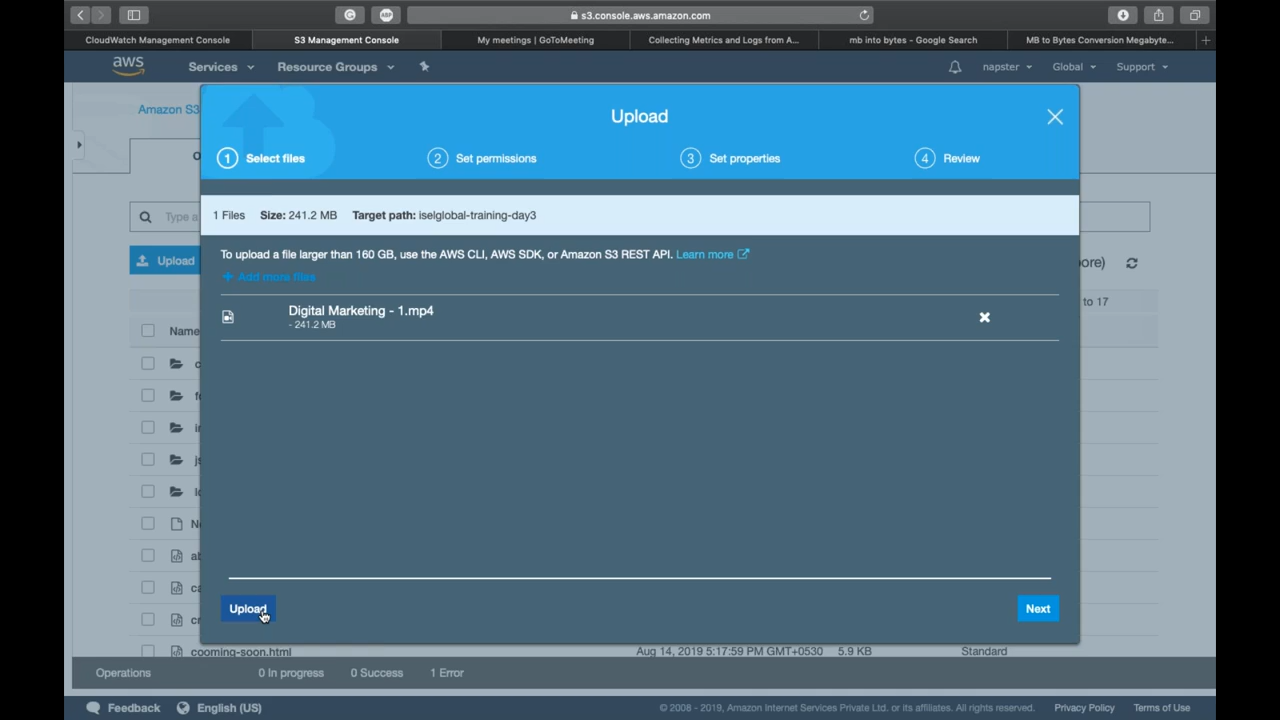 s3.console.aws.amazon.com
CloudWatch Management Console
S3 Management Console
My meetings | GoToMeeting
Collecting Metrics and Logs from A...
mb into bytes - Google Search
MB to Bytes Conversion Megabyte...
aws
Services
Resource Groups
napster
Global
Support
Amazon S3
Upload
1 Select files
2 Set permissions
3 Set properties
4 Review
Type a
1 Files Size: 241.2 MB Target path: iselglobal-training-day3
To upload a file larger than 160 GB, use the AWS CLI, AWS SDK, or Amazon S3 REST API. Learn more
Upload
+ Add more files
to 17
Digital Marketing - 1.mp4
- 241.2 MB
Name
Upload
Next
cooming-soon.html Aug 14, 2019 5:17:59 PM GMT+0530 5.9 KB Standard
Operations 0 In progress 0 Success 1 Error
Feedback English (US) © 2008 - 2019, Amazon Internet Services Private Ltd. or its affiliates. All rights reserved. Privacy Policy Terms of Use